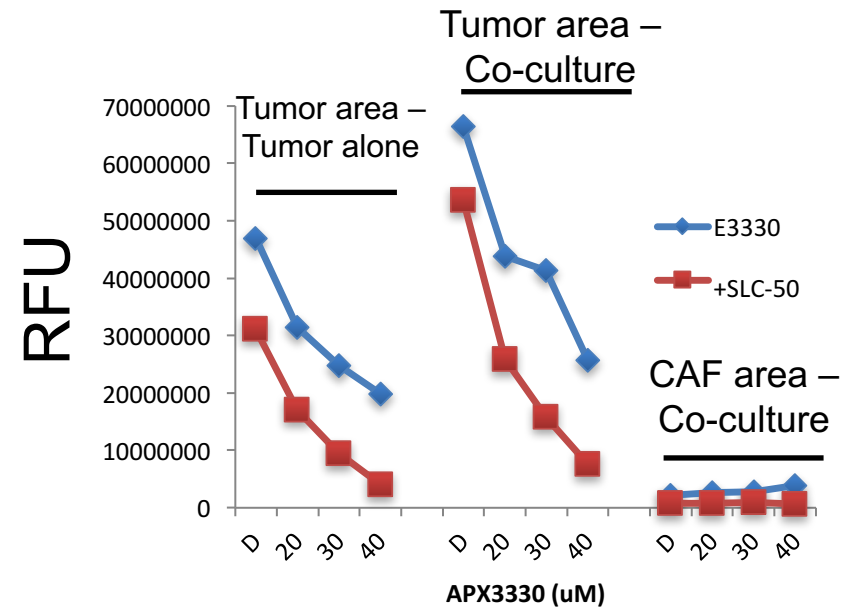 Tumor area –
Co-culture
Tumor area –
Tumor alone
70000000
60000000
50000000
40000000
30000000
20000000
10000000
0
RFU
E3330
+SLC-50
CAF area –
Co-culture
D 20 30 40 D 20 30 40 D 20 30 40
APX3330 (uM)